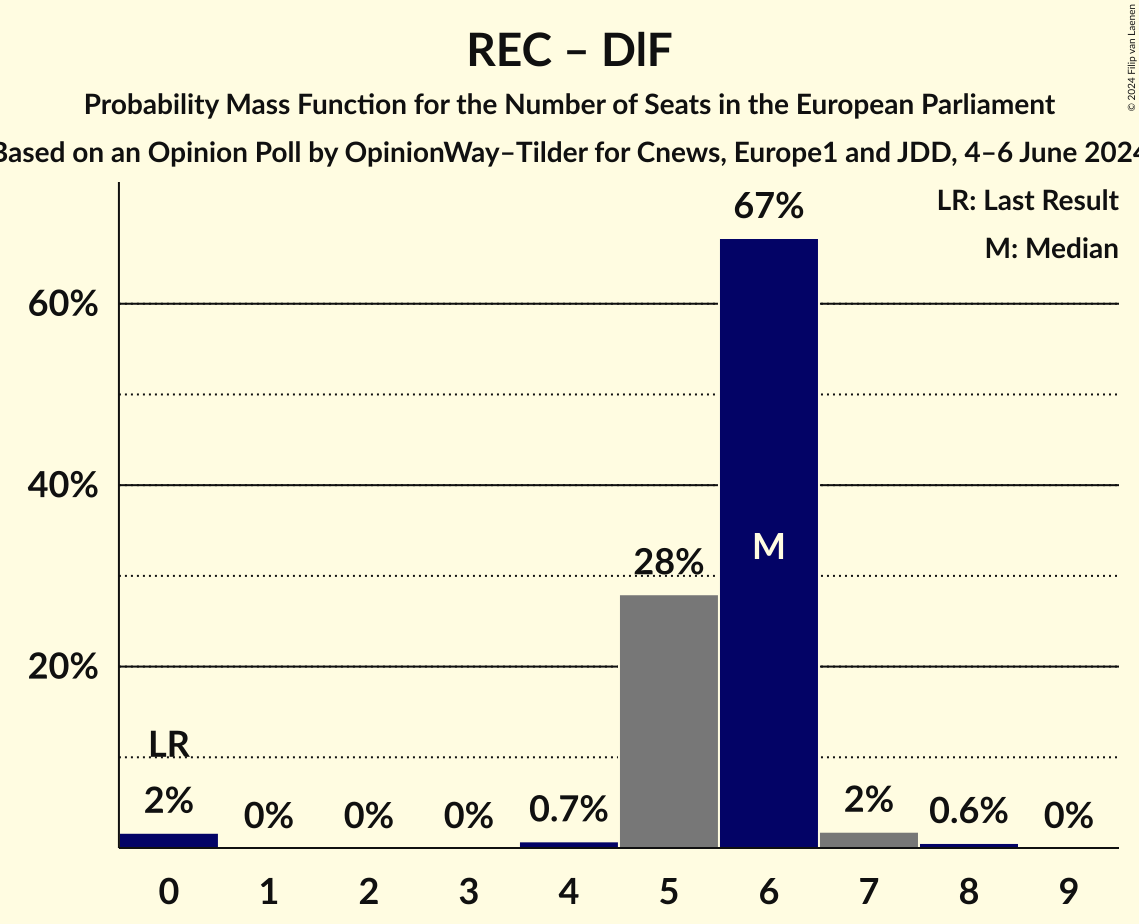 REC – DlF
Probability Mass Function for the Number of Seats in the European Parliament
Based on an Opinion Poll by OpinionWay–Tilder for Cnews, Europe1 and JDD, 4–6 June 2024
© 2024 Filip van Laenen
LR: Last Result
M: Median
67%
60%
40%
M
28%
20%
LR
2%
0%
0%
0%
0.7%
2%
0.6%
0%
0 1 2 3 4 5 6 7 8 9